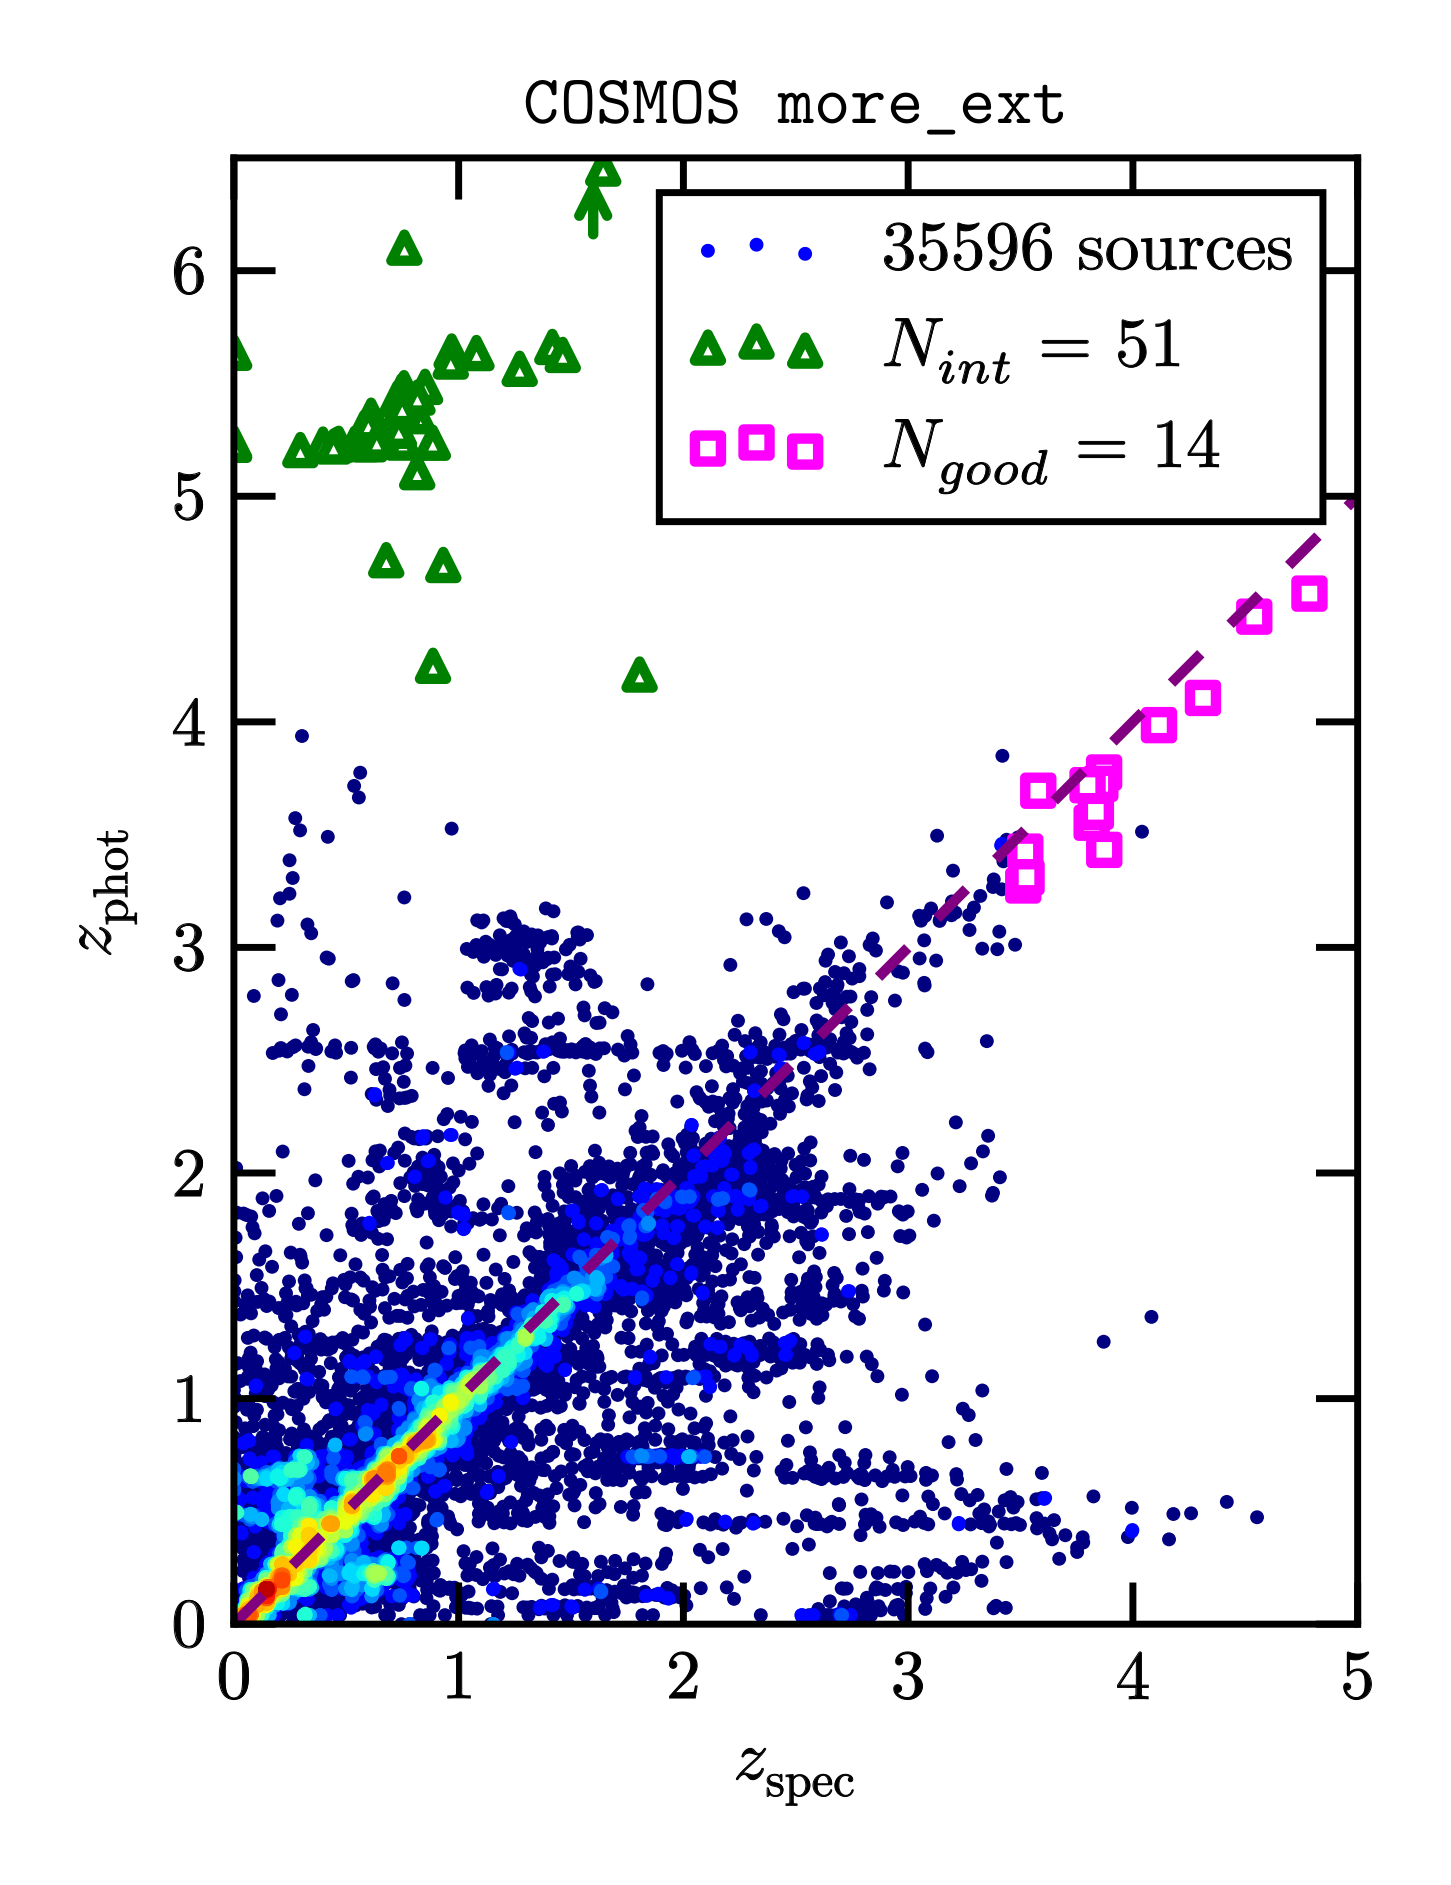 COSMOS more_ext
35596 sources
N_int = 51
N_good = 14
6
5
4
3
2
1
0
z_phot
0 1 2 3 4 5
z_spec